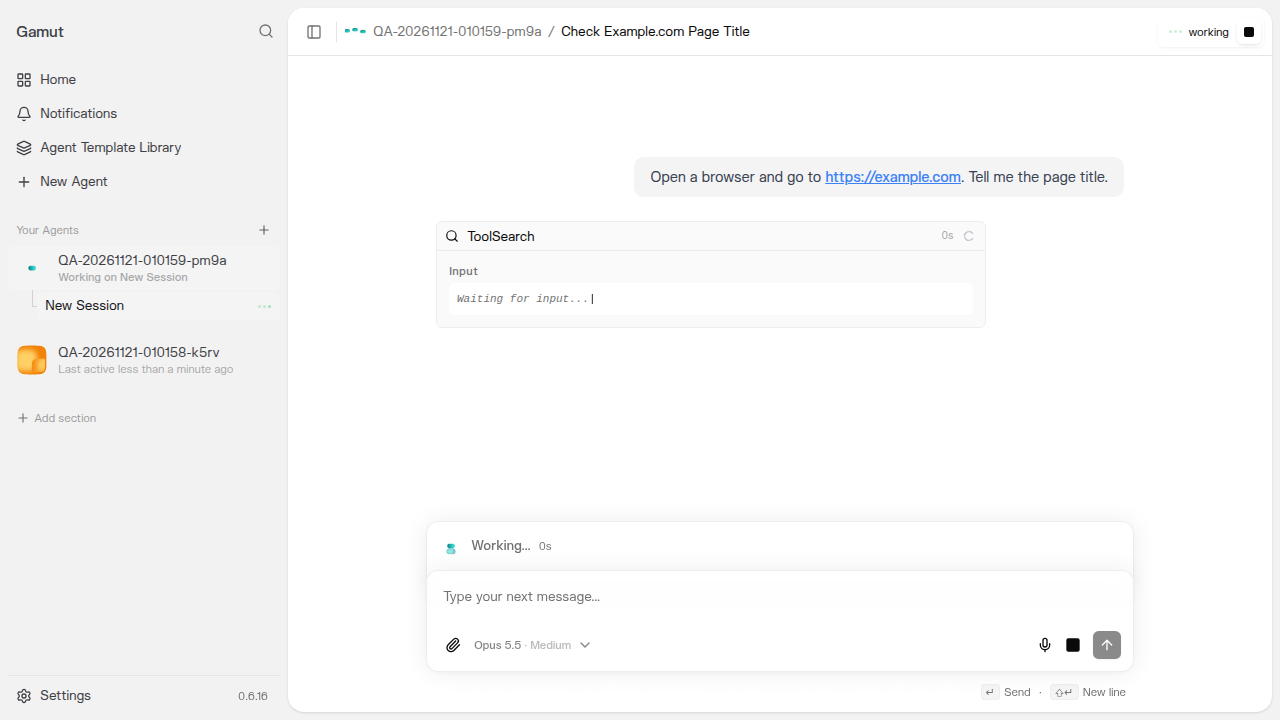 Gamut
Home
Notifications
Agent Template Library
New Agent
Your Agents
QA-20261121-010159-pm9a
Working on New Session
New Session
QA-20261121-010158-k5rv
Last active less than a minute ago
Add section
Settings
0.6.16
QA-20261121-010159-pm9a / Check Example.com Page Title
working
Open a browser and go to https://example.com. Tell me the page title.
ToolSearch
0s
Input
Waiting for input...
Working... 0s
Type your next message...
Opus 5.5 · Medium
Send · New line